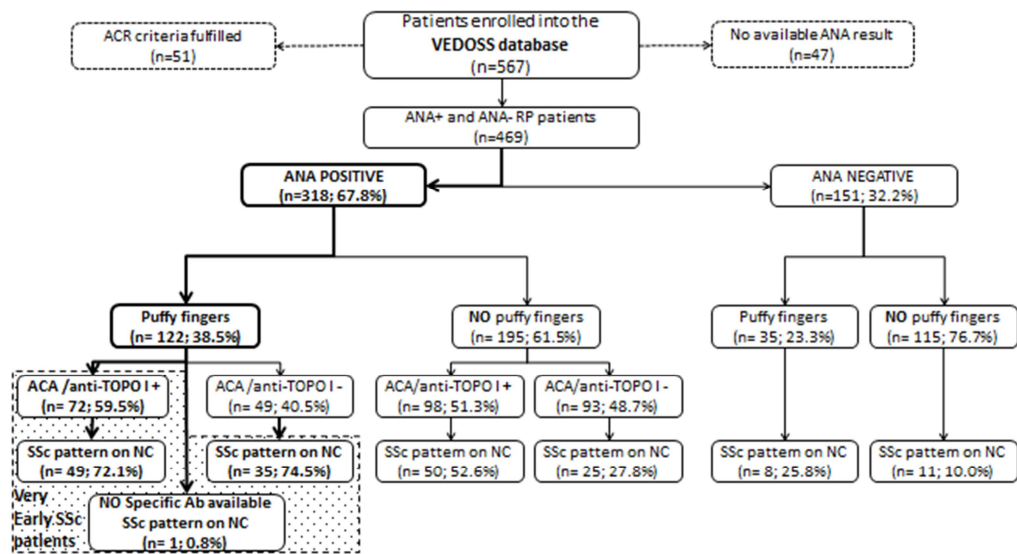 Patients enrolled into the
VEDOSS database
(n=567)
ACR criteria fulfilled
(n=51)
No available ANA result
(n=47)
ANA+ and ANA- RP patients
(n=469)
ANA POSITIVE
(n=318; 67.8%)
ANA NEGATIVE
(n=151; 32.2%)
Puffy fingers
(n= 122; 38.5%)
NO puffy fingers
(n= 195; 61.5%)
Puffy fingers
(n= 35; 23.3%)
NO puffy fingers
(n= 115; 76.7%)
ACA /anti-TOPO I +
(n= 72; 59.5%)
ACA/anti-TOPO I -
(n= 49; 40.5%)
ACA/anti-TOPO I +
(n= 98; 51.3%)
ACA/anti-TOPO I -
(n= 93; 48.7%)
SSc pattern on NC
(n= 49; 72.1%)
SSc pattern on NC
(n= 35; 74.5%)
SSc pattern on NC
(n= 50; 52.6%)
SSc pattern on NC
(n= 25; 27.8%)
SSc pattern on NC
(n= 8; 25.8%)
SSc pattern on NC
(n= 11; 10.0%)
Very
Early SSc
patients
NO Specific Ab available
SSc pattern on NC
(n= 1; 0.8%)